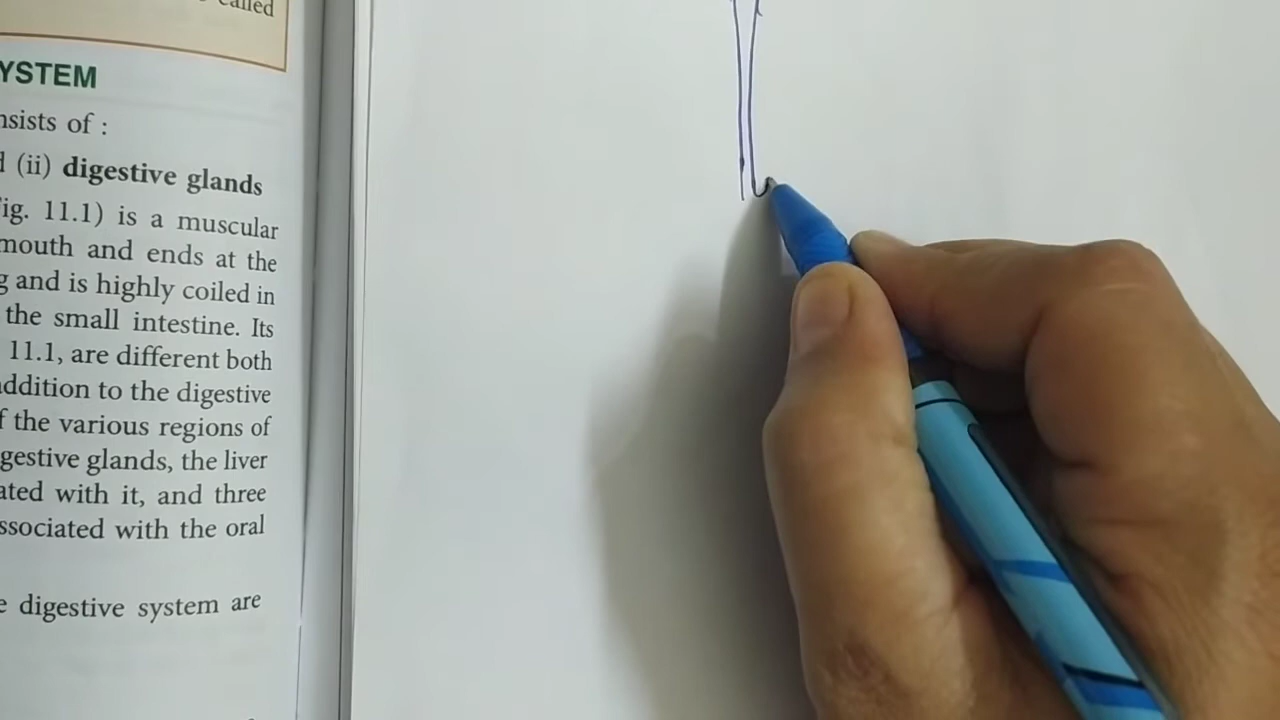 called
YSTEM
nsists of :
d (ii) digestive glands
ig. 11.1) is a muscular
mouth and ends at the
g and is highly coiled in
the small intestine. Its
11.1, are different both
addition to the digestive
f the various regions of
gestive glands, the liver
ated with it, and three
ssociated with the oral
e digestive system are